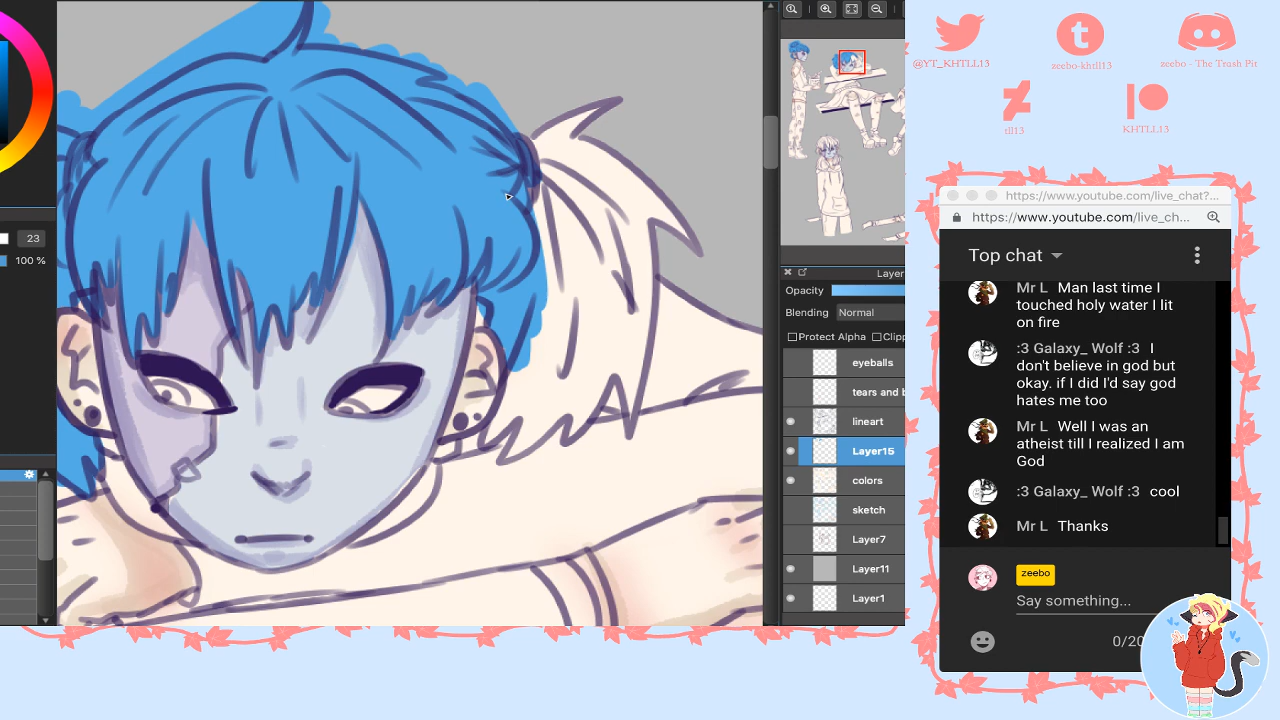 23
100 %
Layer
Opacity
Blending Normal
Protect Alpha
eyeballs
tears and
lineart
Layer15
colors
sketch
Layer7
Layer11
Layer1
@YT_KHTLL13
zeebo-khtll13
zeebo - The Trash Pit
tll13
KHTLL13
https://www.youtube.com/live_chat?...
https://www.youtube.com/live_ch...
Top chat
Mr L Man last time I
touched holy water I lit
on fire
:3 Galaxy_ Wolf :3 I
don't believe in god but
okay. if I did I'd say god
hates me too
Mr L Well I was an
atheist till I realized I am
God
:3 Galaxy_ Wolf :3 cool
Mr L Thanks
zeebo
Say something...
0/20